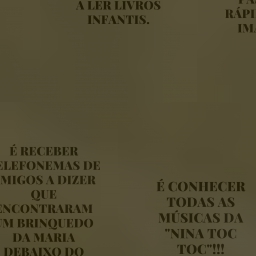 A LER LIVROS
INFANTIS.
RÁPI
É RECEBER
ELEFONEMAS DE
MIGOS A DIZER
QUE
ENCONTRARAM
M BRINQUEDO
DA MARIA
DEBAIXO DO
É CONHECER
TODAS AS
MÚSICAS DA
"NINA TOC
TOC"!!!